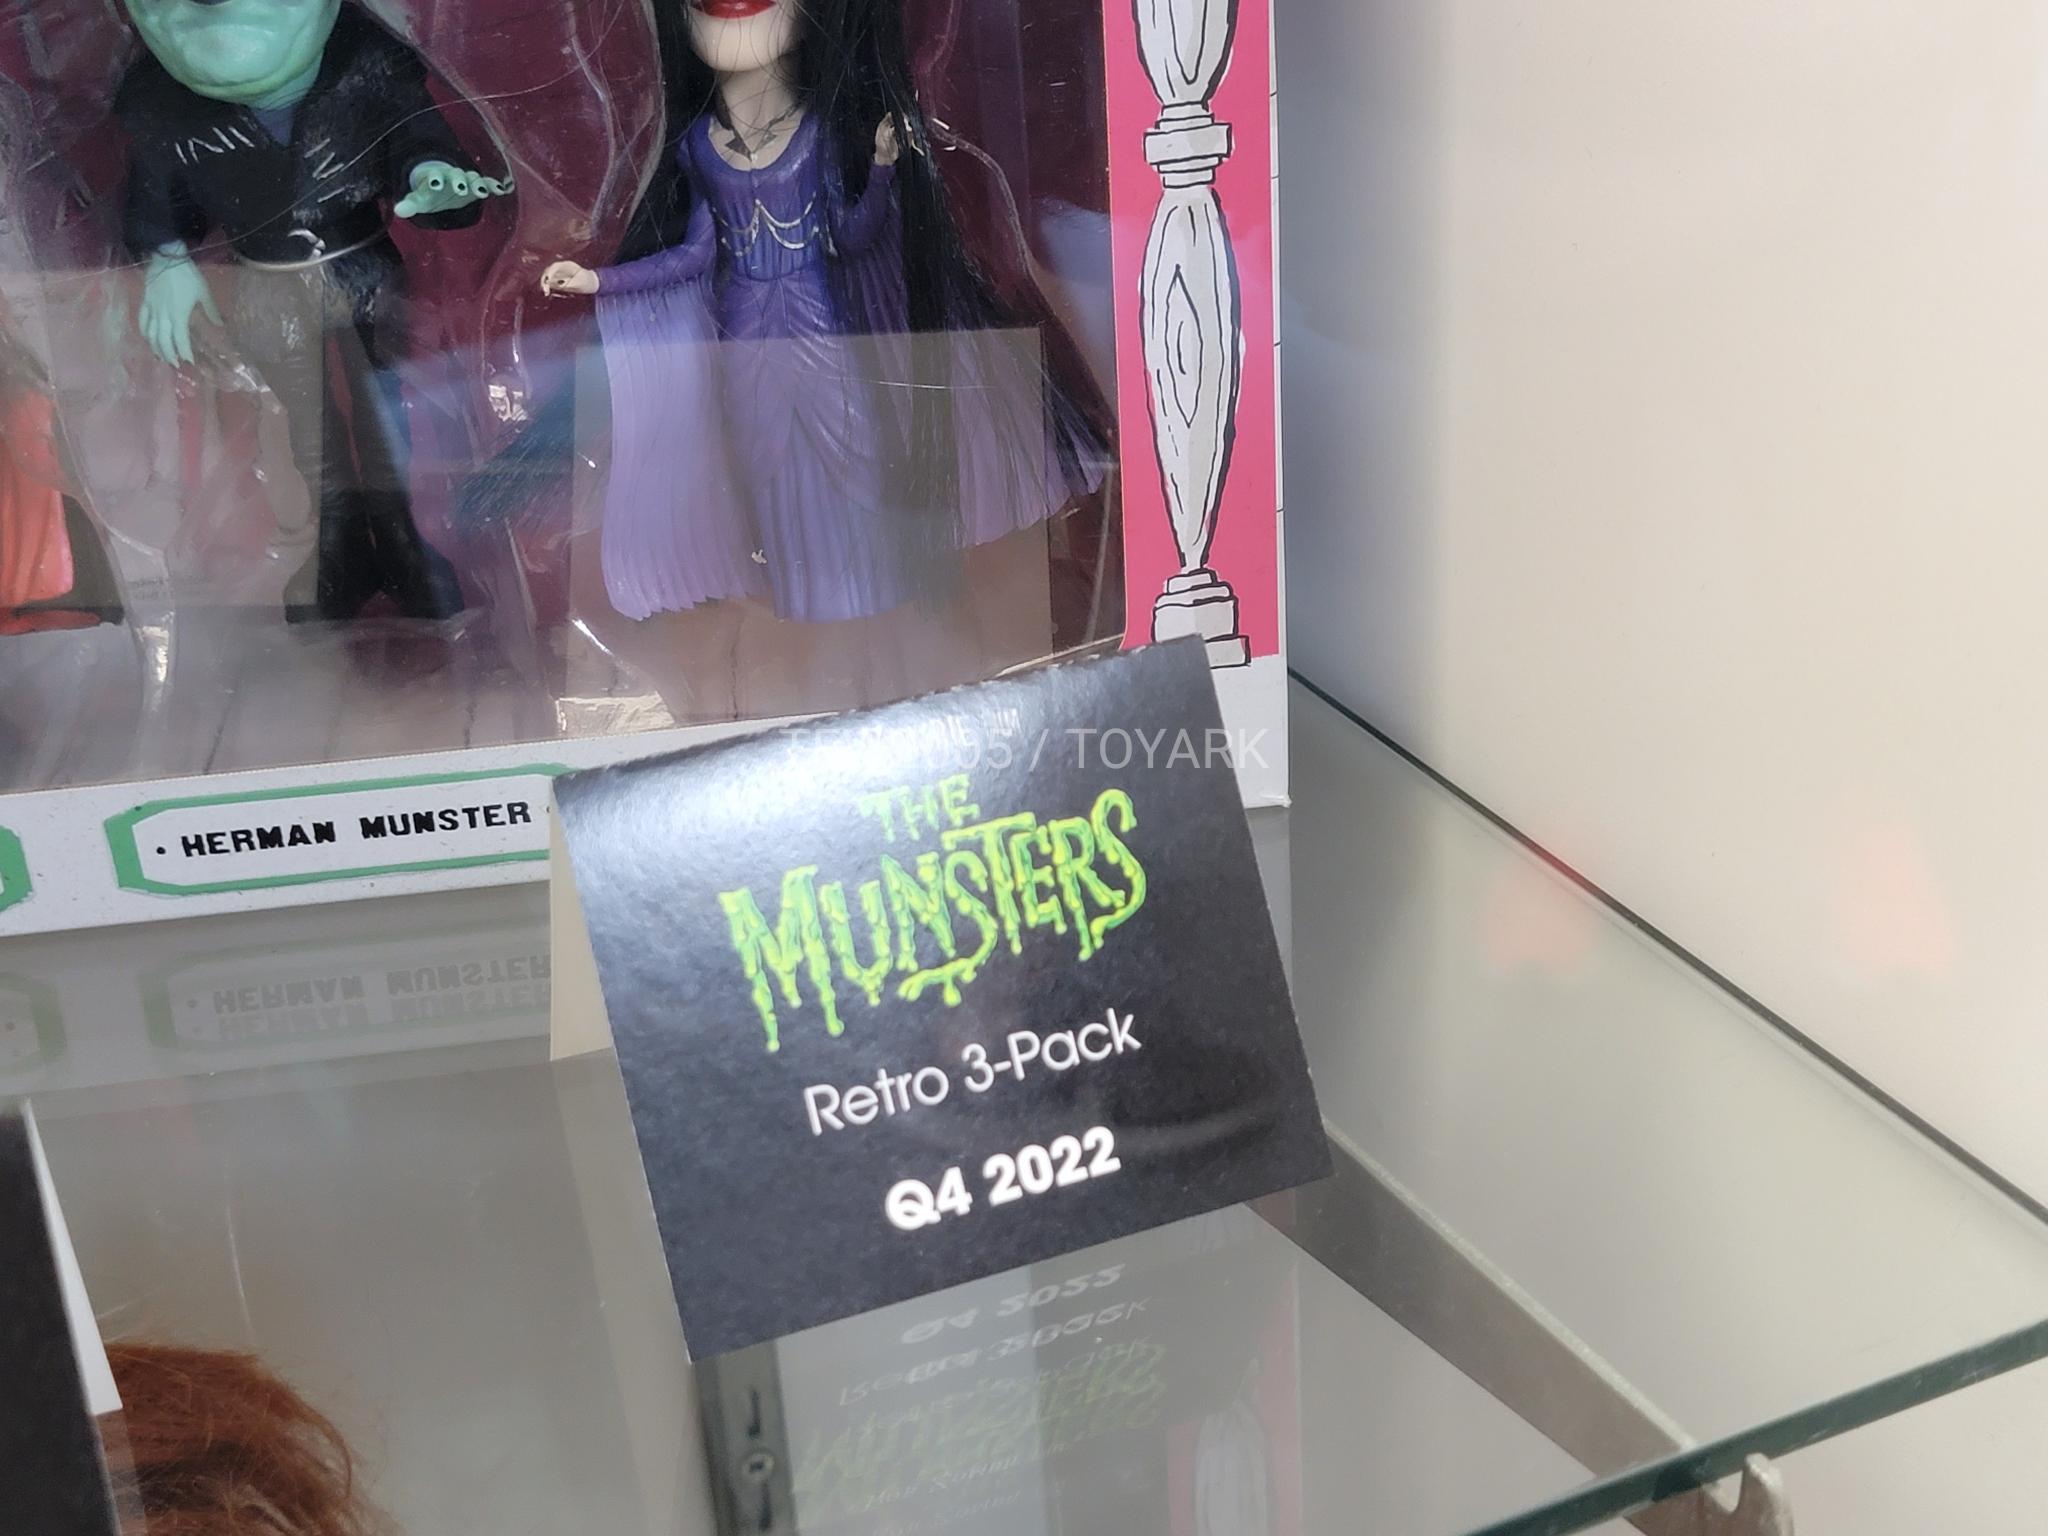 · HERMAN MUNSTER ·
/ TOYARK
THE
MUNSTERS
Retro 3-Pack
Q4 2022